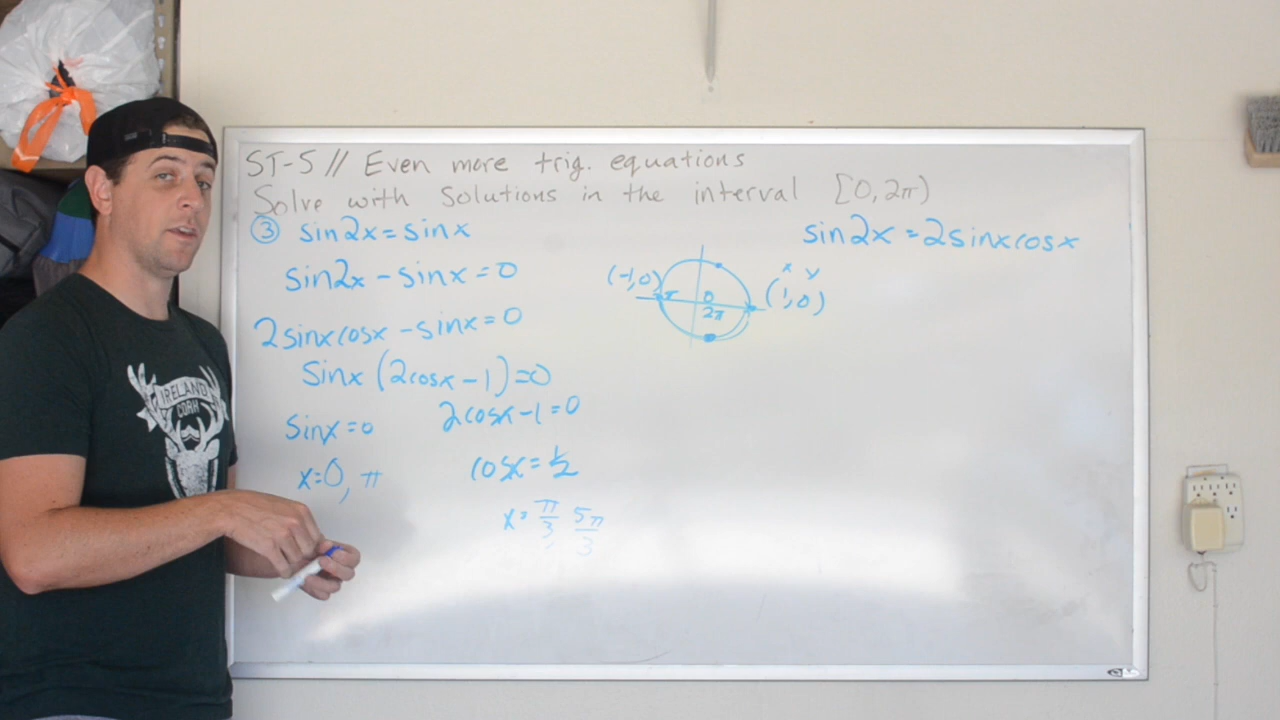 ST-5 // Even more trig. equations
Solve with Solutions in the interval [0, 2π)
③ sin2x = sinx
sin2x = 2sinxcosx
sin2x - sinx = 0
(-1,0)
π
0
2π
x y
(1,0)
2sinxcosx - sinx = 0
sinx (2cosx - 1) = 0
sinx = 0
2cosx - 1 = 0
x = 0, π
cosx = 1/2
x = π/3, 5π/3
IRELAND